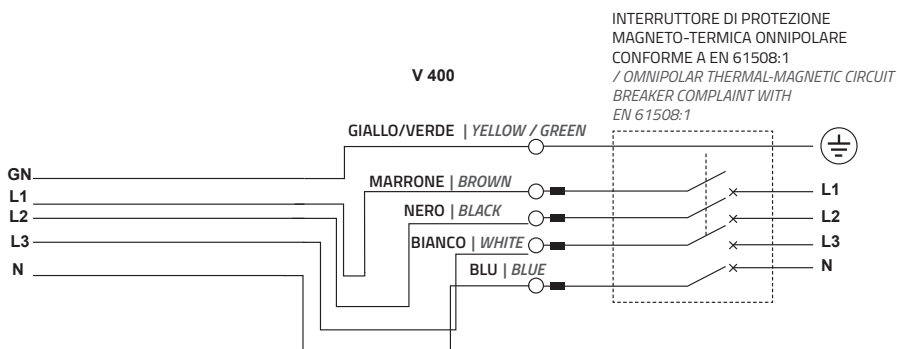 INTERRUTTORE DI PROTEZIONE
MAGNETO-TERMICA ONNIPOLARE
CONFORME A EN 61508:1
/ OMNIPOLAR THERMAL-MAGNETIC CIRCUIT
BREAKER COMPLAINT WITH
EN 61508:1
V 400
GIALLO/VERDE | YELLOW / GREEN
GN
MARRONE | BROWN
L1
L1
NERO | BLACK
L2
L2
BIANCO | WHITE
L3
L3
BLU | BLUE
N
N